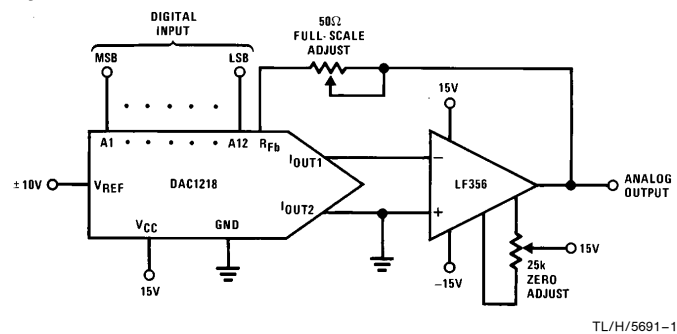 DIGITAL
INPUT
50Ω
FULL-SCALE
ADJUST
MSB
LSB
15V
A1
A12
RFb
IOUT1
−
LF356
ANALOG
OUTPUT
±10V
VREF
DAC1218
IOUT2
+
VCC
GND
15V
15V
−15V
25k
ZERO
ADJUST
TL/H/5691–1